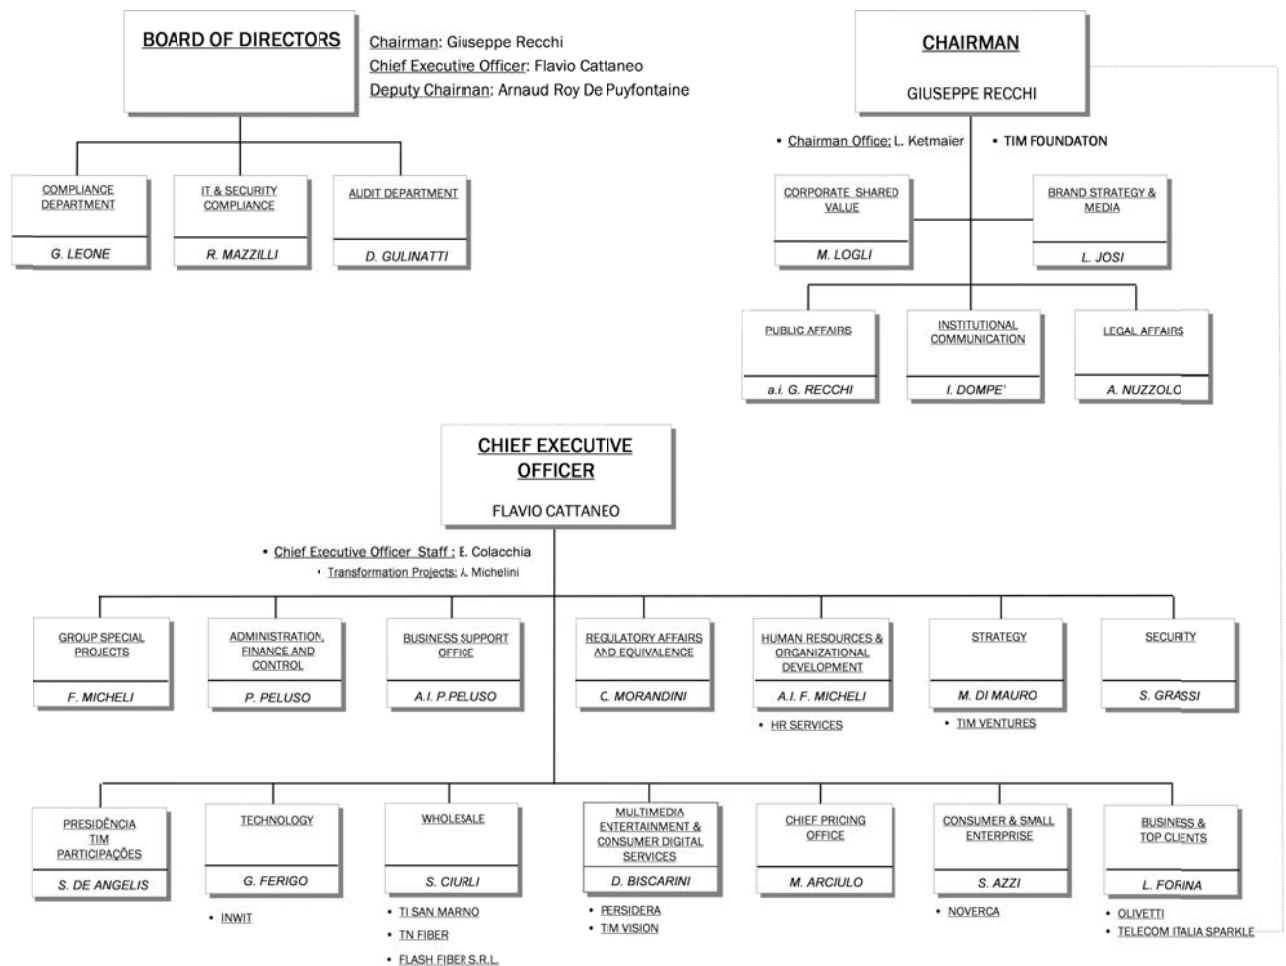 BOARD OF DIRECTORS
Chairman: Giuseppe Recchi
Chief Executive Officer: Flavio Cattaneo
Deputy Chairman: Arnaud Roy De Puyfontaine
COMPLIANCE
DEPARTMENT
G. LEONE
IT & SECURITY
COMPLIANCE
R. MAZZILLI
AUDIT DEPARTMENT
D. GULINATTI
CHAIRMAN
GIUSEPPE RECCHI
• Chairman Office: L. Ketmaier
• TIM FOUNDATON
CORPORATE SHARED
VALUE
M. LOGLI
BRAND STRATEGY &
MEDIA
L. JOSI
PUBLIC AFFAIRS
a.i. G. RECCHI
INSTITUTIONAL
COMMUNICATION
I. DOMPE'
LEGAL AFFAIRS
A. NUZZOLO
CHIEF EXECUTIVE
OFFICER
FLAVIO CATTANEO
• Chief Executive Officer Staff : E. Colacchia
• Transformation Projects: A. Michelini
GROUP SPECIAL
PROJECTS
F. MICHELI
ADMINISTRATION,
FINANCE AND
CONTROL
P. PELUSO
BUSINESS SUPPORT
OFFICE
A.I. P.PELUSO
REGULATORY AFFAIRS
AND EQUIVALENCE
C. MORANDINI
HUMAN RESOURCES &
ORGANIZATIONAL
DEVELOPMENT
A.I. F. MICHELI
• HR SERVICES
STRATEGY
M. DI MAURO
• TIM VENTURES
SECURITY
S. GRASSI
PRESIDÊNCIA
TIM
PARTICIPAÇÕES
S. DE ANGELIS
TECHNOLOGY
G. FERIGO
• INWIT
WHOLESALE
S. CIURLI
• TI SAN MARNO
• TN FIBER
• FLASH FIBER S.R.L.
MULTIMEDIA
ENTERTAINMENT &
CONSUMER DIGITAL
SERVICES
D. BISCARINI
• PERSIDERA
• TIM VISION
CHIEF PRICING
OFFICE
M. ARCIULO
CONSUMER & SMALL
ENTERPRISE
S. AZZI
• NOVERCA
BUSINESS &
TOP CLIENTS
L. FORINA
• OLIVETTI
• TELECOM ITALIA SPARKLE